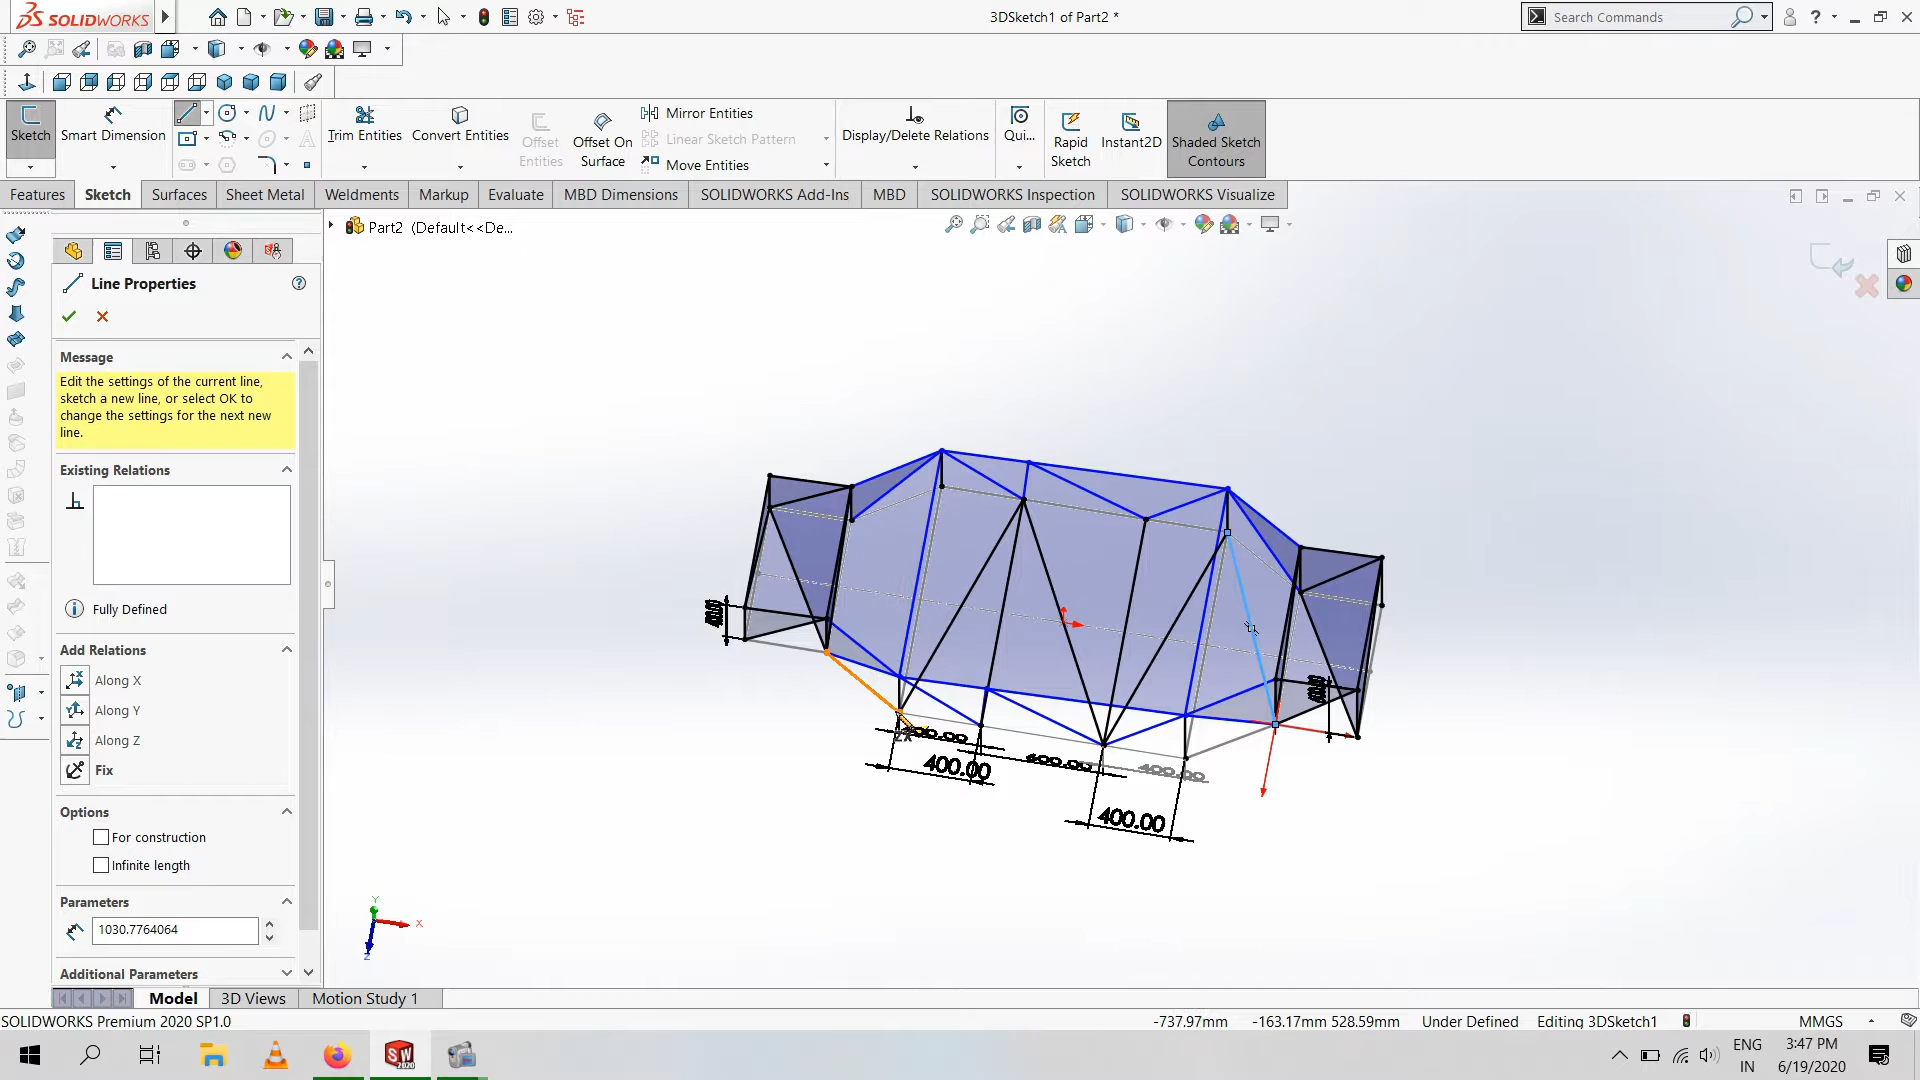 SOLIDWORKS
3DSketch1 of Part2 *
Search Commands
Sketch
Smart Dimension
Trim Entities
Convert Entities
Offset Entities
Offset On Surface
Mirror Entities
Linear Sketch Pattern
Move Entities
Display/Delete Relations
Qui...
Rapid Sketch
Instant2D
Shaded Sketch Contours
Features
Sketch
Surfaces
Sheet Metal
Weldments
Markup
Evaluate
MBD Dimensions
SOLIDWORKS Add-Ins
MBD
SOLIDWORKS Inspection
SOLIDWORKS Visualize
Part2 (Default<<De...
Line Properties
Message
Edit the settings of the current line,
sketch a new line, or select OK to
change the settings for the next new
line.
Existing Relations
Fully Defined
Add Relations
Along X
Along Y
Along Z
Fix
Options
For construction
Infinite length
Parameters
1030.7764064
Additional Parameters
400.00
400.00
400.00
400.00
Y
X
Z
Model
3D Views
Motion Study 1
SOLIDWORKS Premium 2020 SP1.0
-737.97mm
-163.17mm 528.59mm
Under Defined
Editing 3DSketch1
MMGS
ENG
IN
3:47 PM
6/19/2020